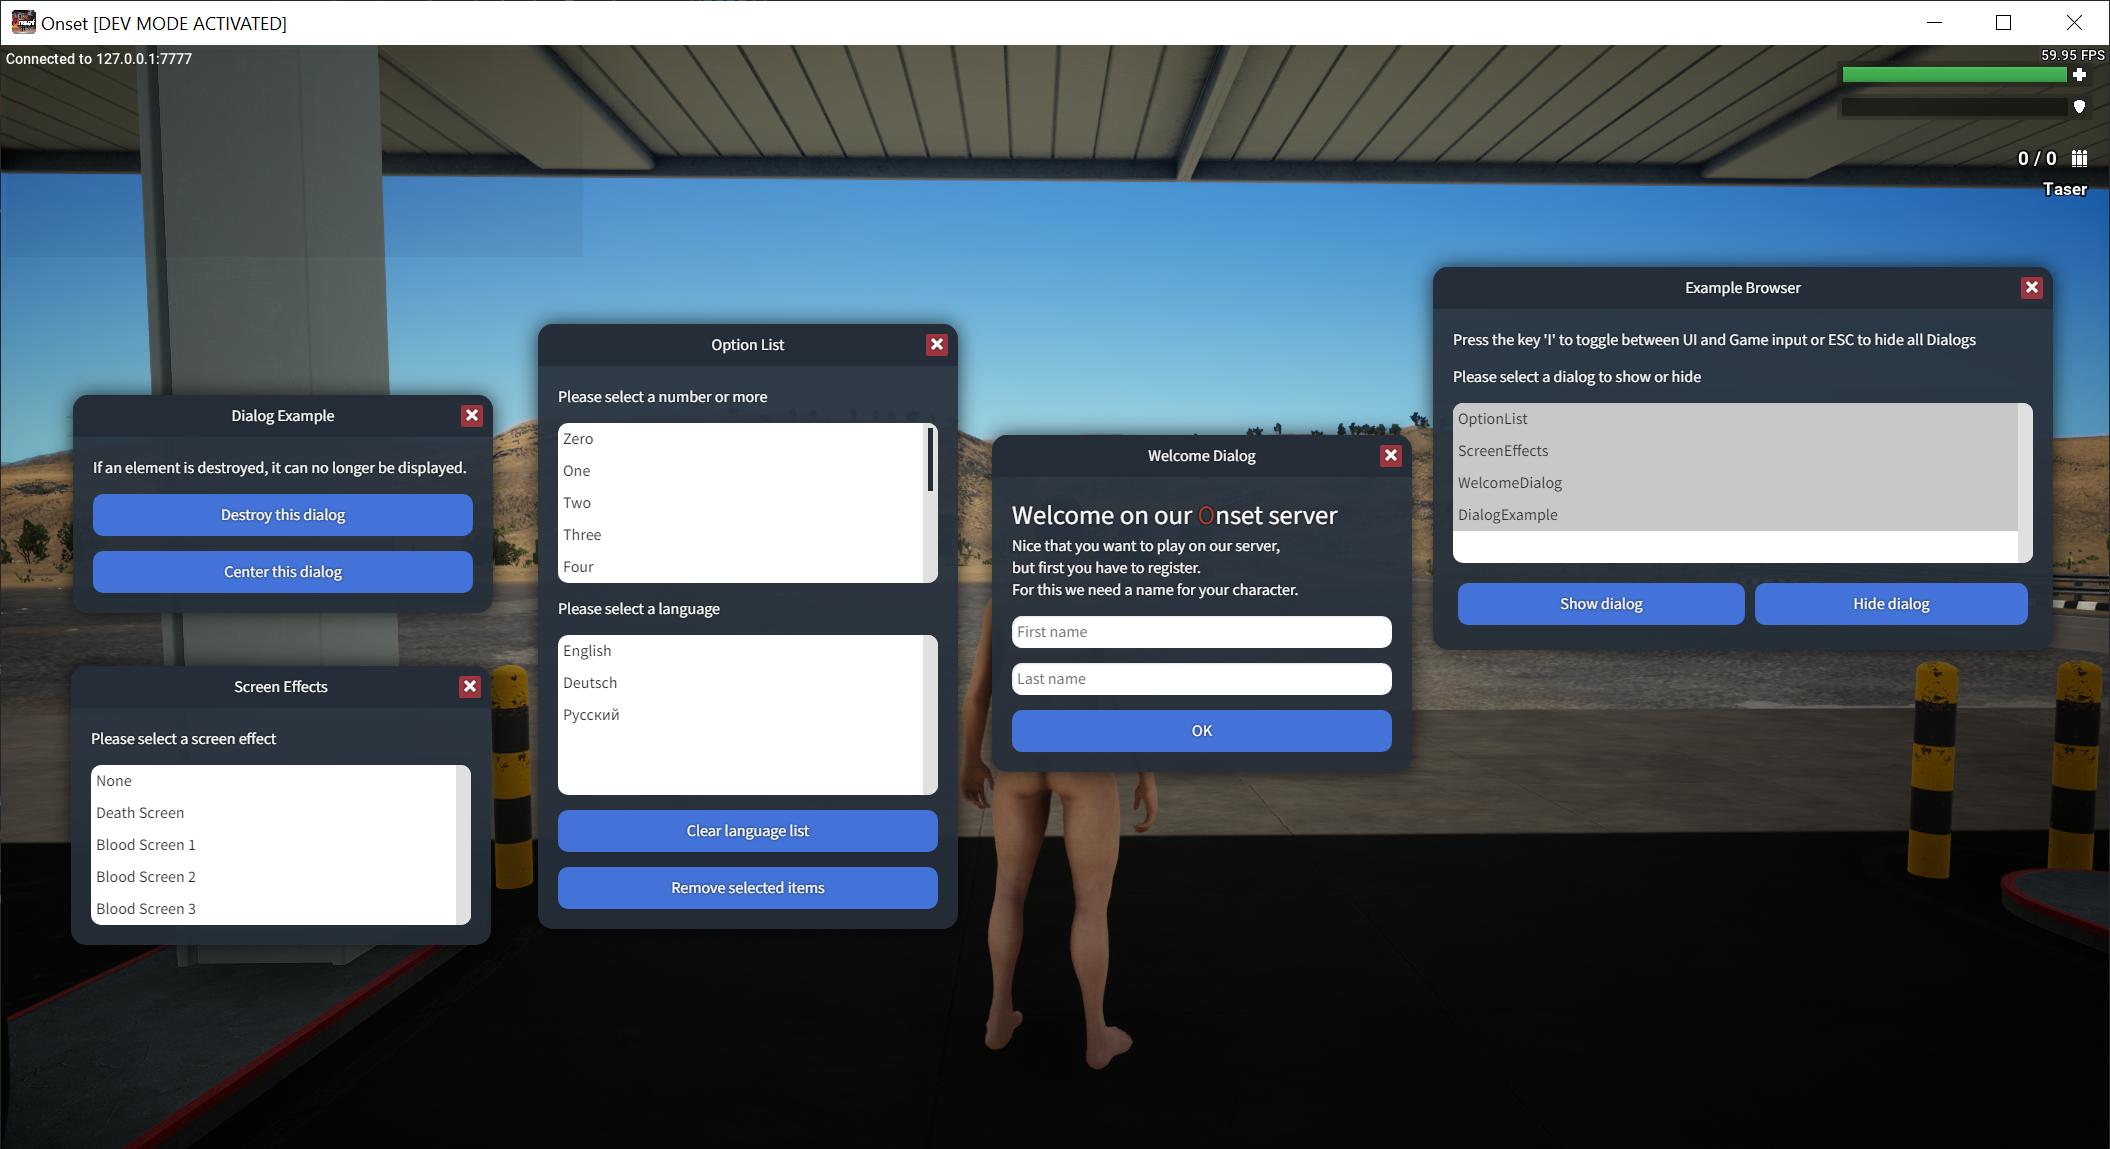 Onset [DEV MODE ACTIVATED]
Connected to 127.0.0.1:7777
59.95 FPS
0 / 0
Taser
Dialog Example
If an element is destroyed, it can no longer be displayed.
Destroy this dialog
Center this dialog
Screen Effects
Please select a screen effect
None
Death Screen
Blood Screen 1
Blood Screen 2
Blood Screen 3
Option List
Please select a number or more
Zero
One
Two
Three
Four
Please select a language
English
Deutsch
Русский
Clear language list
Remove selected items
Welcome Dialog
Welcome on our Onset server
Nice that you want to play on our server,
but first you have to register.
For this we need a name for your character.
First name
Last name
OK
Example Browser
Press the key 'I' to toggle between UI and Game input or ESC to hide all Dialogs
Please select a dialog to show or hide
OptionList
ScreenEffects
WelcomeDialog
DialogExample
Show dialog
Hide dialog